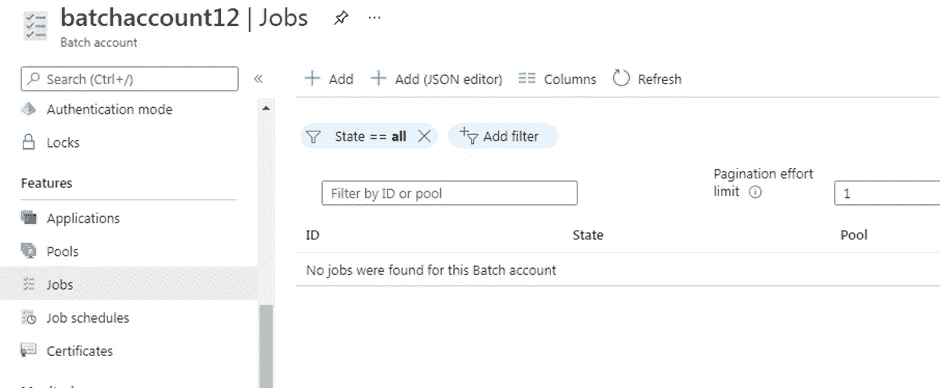 batchaccount12 | Jobs
Batch account
Search (Ctrl+/)
Authentication mode
Locks
Features
Applications
Pools
Jobs
Job schedules
Certificates
Add
Add (JSON editor)
Columns
Refresh
State == all
Add filter
Filter by ID or pool
Pagination effort
limit
1
ID State Pool
No jobs were found for this Batch account